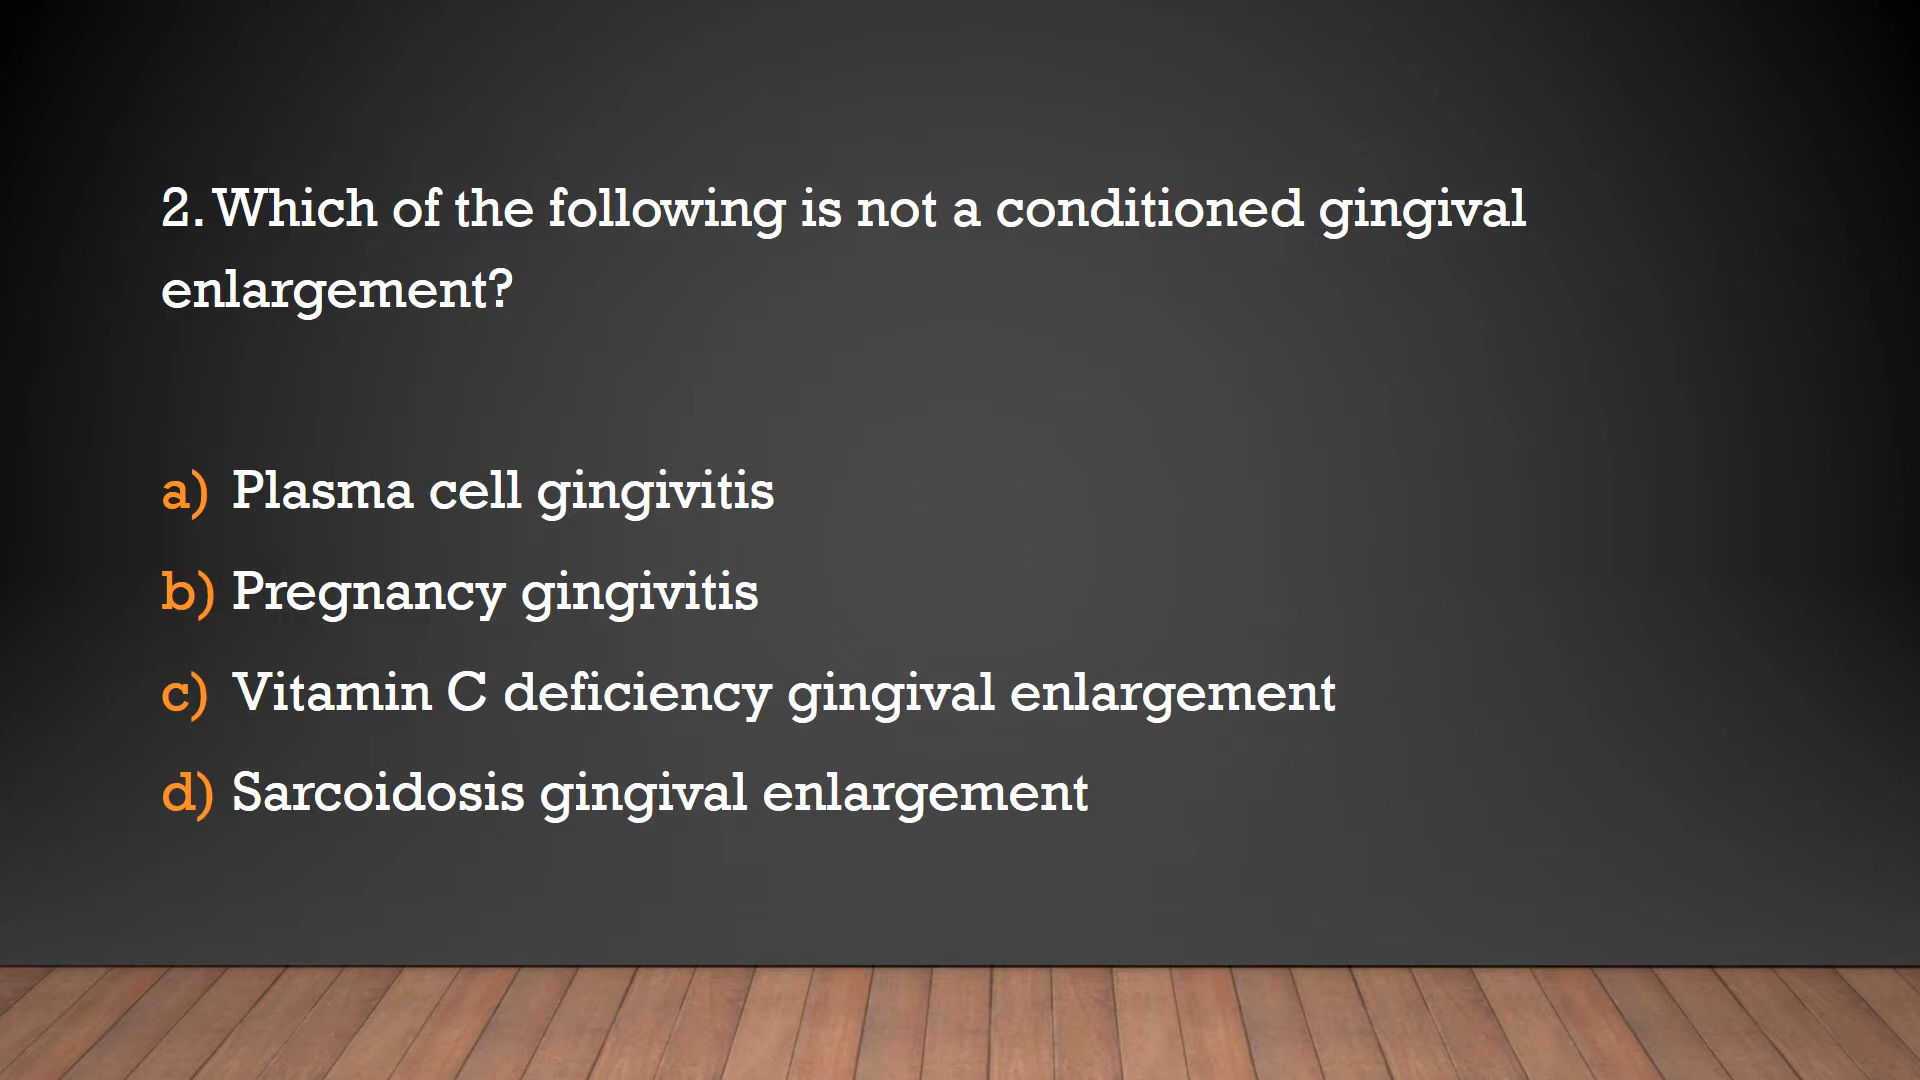 2. Which of the following is not a conditioned gingival
enlargement?
a) Plasma cell gingivitis
b) Pregnancy gingivitis
c) Vitamin C deficiency gingival enlargement
d) Sarcoidosis gingival enlargement